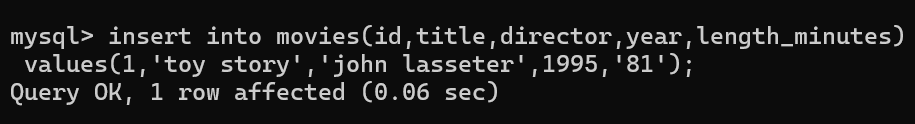 mysql> insert into movies(id,title,director,year,length_minutes)
values(1,'toy story','john lasseter',1995,'81');
Query OK, 1 row affected (0.06 sec)